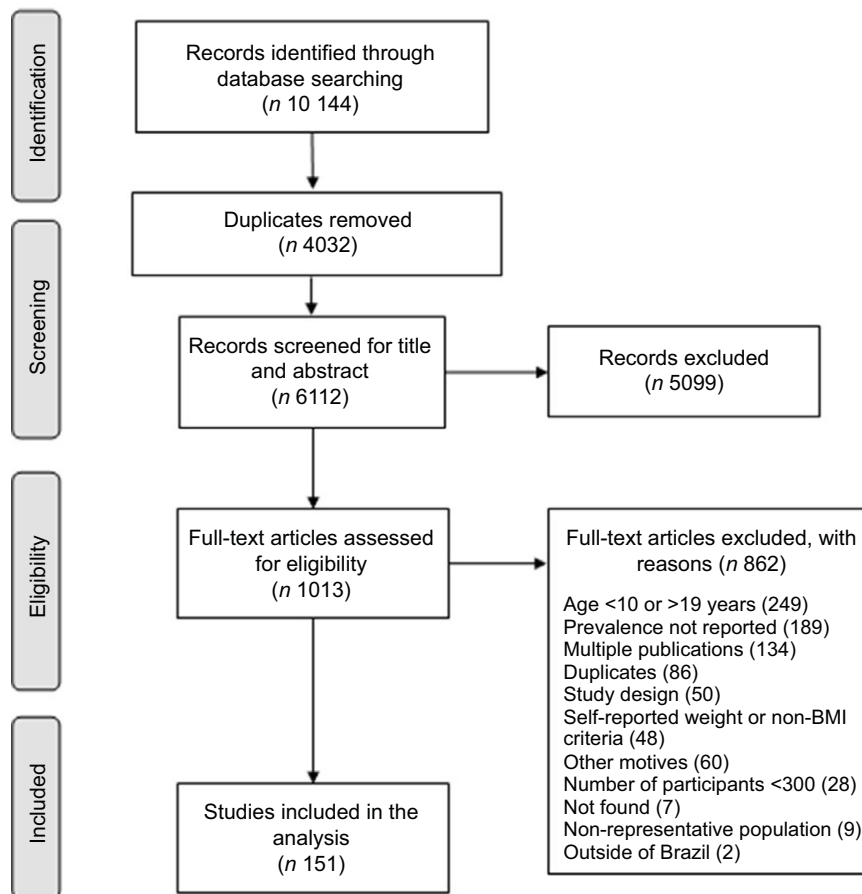 Identification
Records identified through
database searching
(n 10 144)
Screening
Duplicates removed
(n 4032)
Records screened for title
and abstract
(n 6112)
Records excluded
(n 5099)
Eligibility
Full-text articles assessed
for eligibility
(n 1013)
Full-text articles excluded, with
reasons (n 862)
Age <10 or >19 years (249)
Prevalence not reported (189)
Multiple publications (134)
Duplicates (86)
Study design (50)
Self-reported weight or non-BMI
criteria (48)
Other motives (60)
Number of participants <300 (28)
Not found (7)
Non-representative population (9)
Outside of Brazil (2)
Included
Studies included in the
analysis
(n 151)